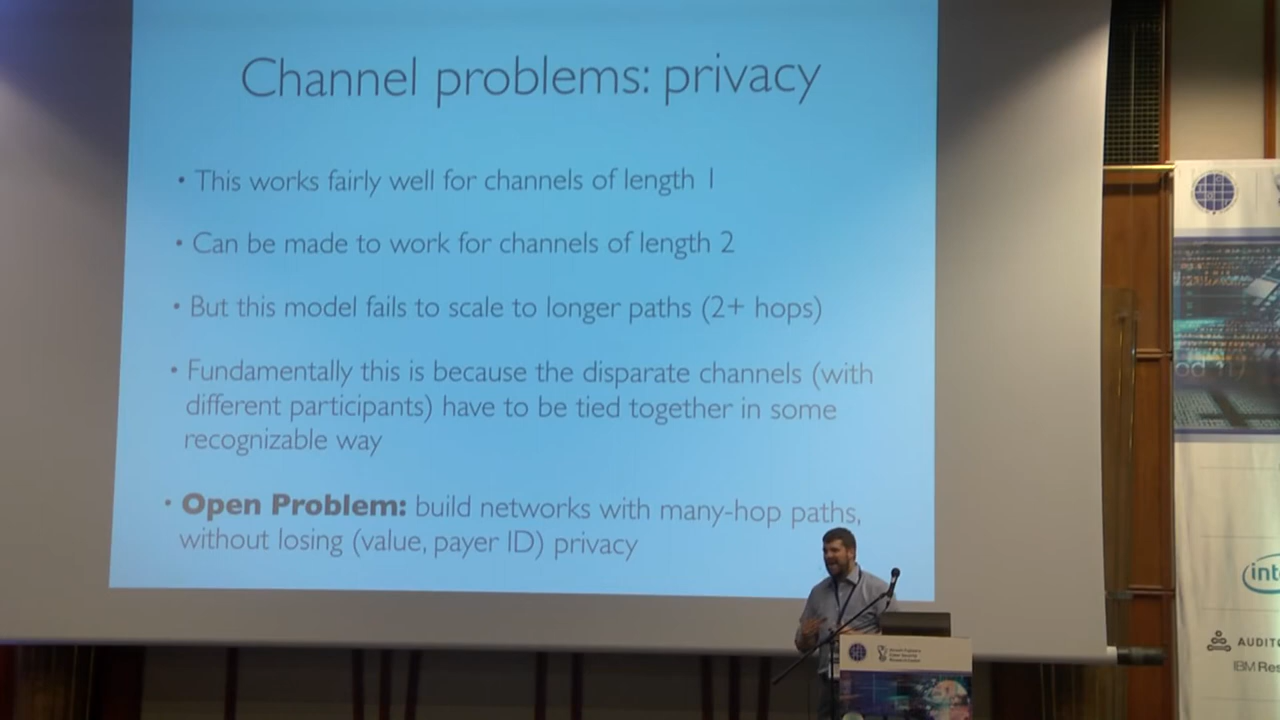 Channel problems: privacy
• This works fairly well for channels of length 1
• Can be made to work for channels of length 2
• But this model fails to scale to longer paths (2+ hops)
• Fundamentally this is because the disparate channels (with
different participants) have to be tied together in some
recognizable way
• Open Problem: build networks with many-hop paths,
without losing (value, payer ID) privacy
IBM